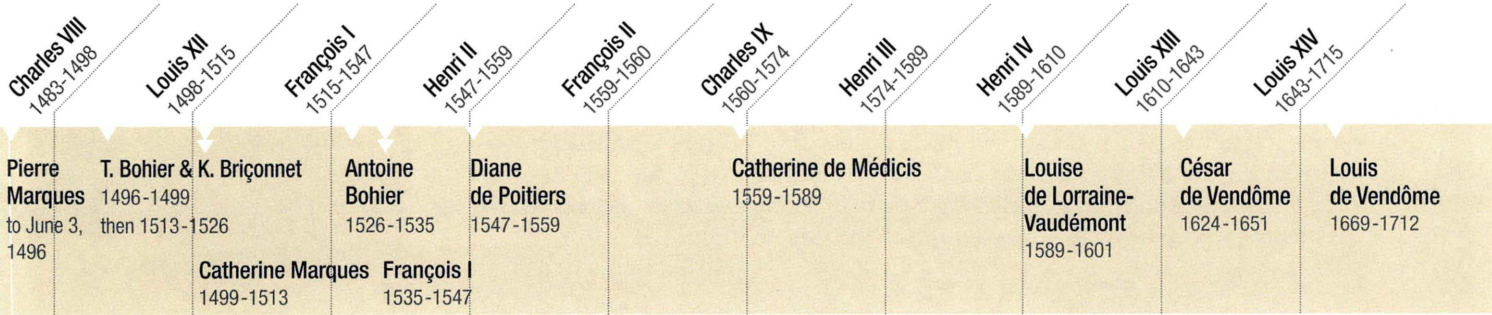 Charles VIII
1483-1498
Louis XII
1498-1515
François I
1515-1547
Henri II
1547-1559
François II
1559-1560
Charles IX
1560-1574
Henri III
1574-1589
Henri IV
1589-1610
Louis XIII
1610-1643
Louis XIV
1643-1715
Pierre
Marques
to June 3,
1496
T. Bohier & K. Briçonnet
1496-1499
then 1513-1526
Catherine Marques
1499-1513
Antoine
Bohier
1526-1535
François I
1535-1547
Diane
de Poitiers
1547-1559
Catherine de Médicis
1559-1589
Louise
de Lorraine-
Vaudémont
1589-1601
César
de Vendôme
1624-1651
Louis
de Vendôme
1669-1712